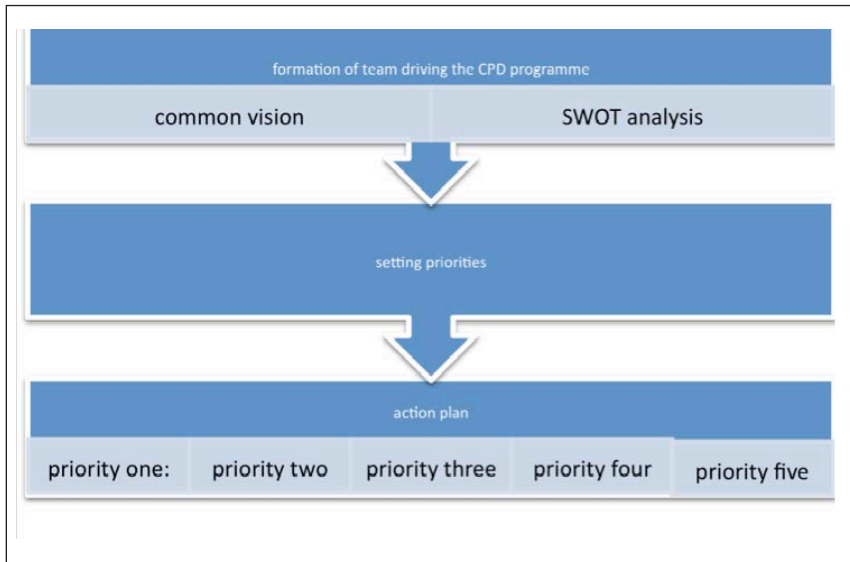 formation of team driving the CPD programme
common vision SWOT analysis
setting priorities
action plan
priority one: priority two priority three priority four priority five